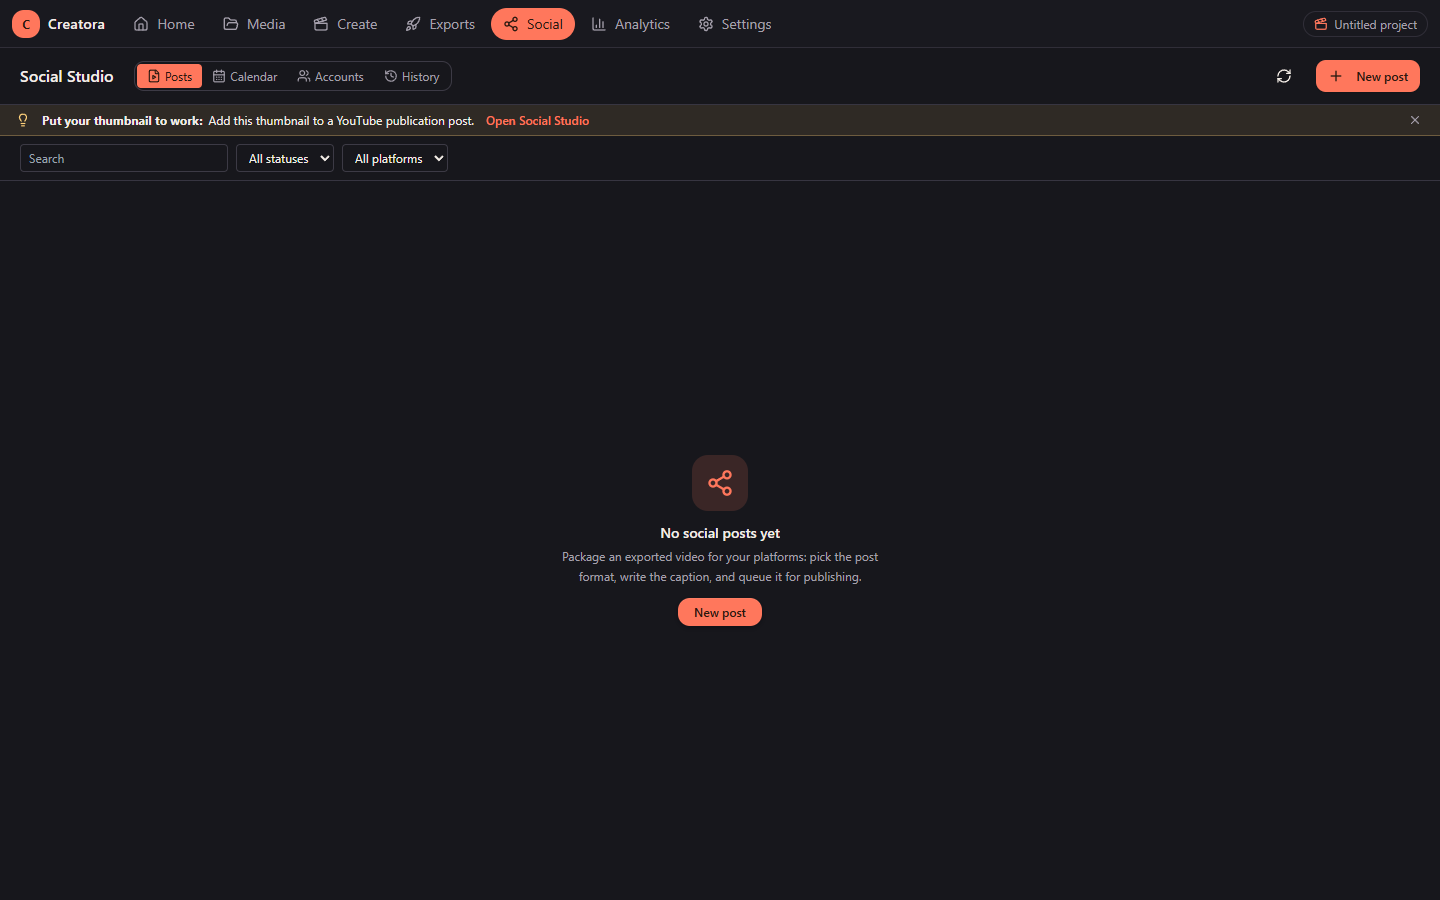 C Creatora Home Media Create Exports Social Analytics Settings Untitled project
Social Studio Posts Calendar Accounts History New post
Put your thumbnail to work: Add this thumbnail to a YouTube publication post. Open Social Studio
Search All statuses All platforms
No social posts yet
Package an exported video for your platforms: pick the post
format, write the caption, and queue it for publishing.
New post